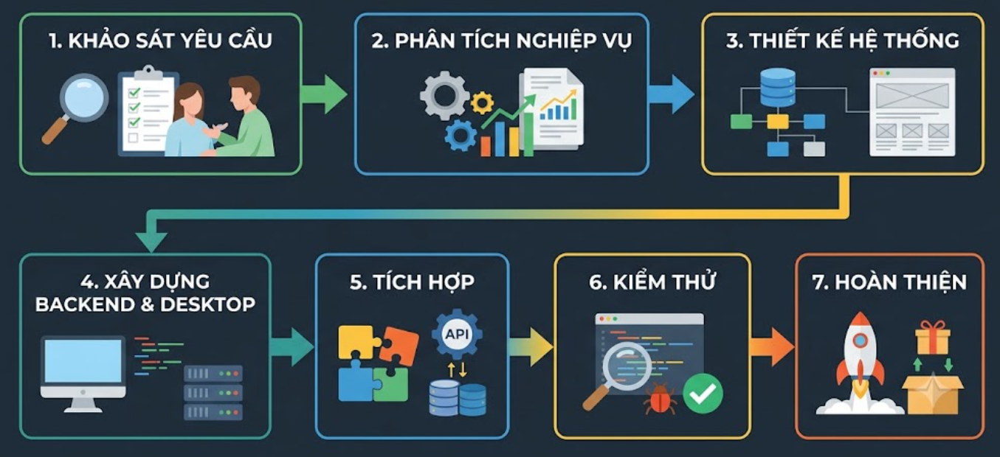 1. KHẢO SÁT YÊU CẦU
2. PHÂN TÍCH NGHIỆP VỤ
3. THIẾT KẾ HỆ THỐNG
4. XÂY DỰNG
BACKEND & DESKTOP
5. TÍCH HỢP
API
6. KIỂM THỬ
7. HOÀN THIỆN